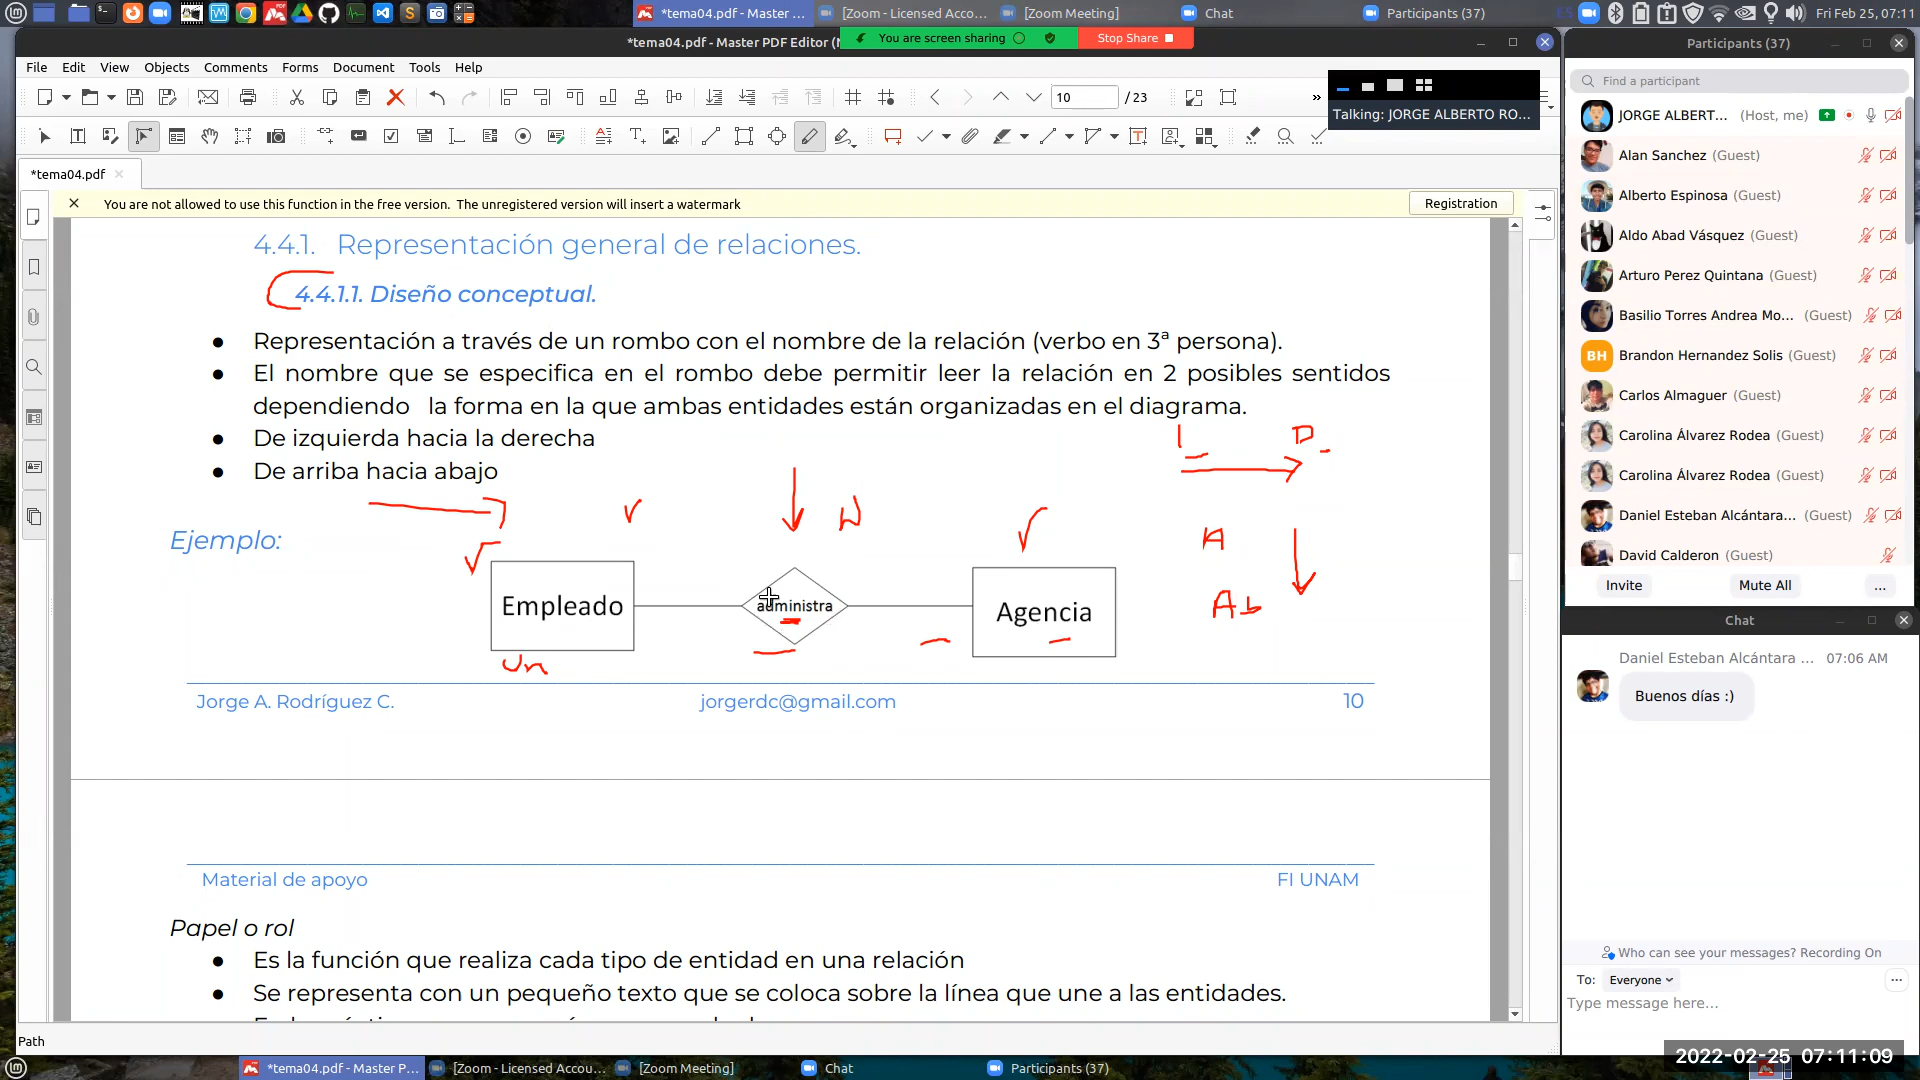 *tema04.pdf - Master ...
[Zoom - Licensed Acco...
[Zoom Meeting]
Chat
Participants (37)
ES
Fri Feb 25, 07:11
*tema04.pdf - Master PDF Editor (
You are screen sharing
Stop Share
File Edit View Objects Comments Forms Document Tools Help
10 / 23
Talking: JORGE ALBERTO RO...
*tema04.pdf
You are not allowed to use this function in the free version. The unregistered version will insert a watermark
Registration
4.4.1. Representación general de relaciones.
4.4.1.1. Diseño conceptual.
● Representación a través de un rombo con el nombre de la relación (verbo en 3ª persona).
● El nombre que se especifica en el rombo debe permitir leer la relación en 2 posibles sentidos
dependiendo la forma en la que ambas entidades están organizadas en el diagrama.
● De izquierda hacia la derecha
● De arriba hacia abajo
I D
A
Ab
Ejemplo:
Empleado
administra
Agencia
Un
Jorge A. Rodríguez C.
jorgerdc@gmail.com
10
Material de apoyo
FI UNAM
Papel o rol
● Es la función que realiza cada tipo de entidad en una relación
● Se representa con un pequeño texto que se coloca sobre la línea que une a las entidades.
Path
Participants (37)
Find a participant
JORGE ALBERT... (Host, me)
Alan Sanchez (Guest)
Alberto Espinosa (Guest)
Aldo Abad Vásquez (Guest)
Arturo Perez Quintana (Guest)
Basilio Torres Andrea Mo... (Guest)
BH Brandon Hernandez Solis (Guest)
Carlos Almaguer (Guest)
Carolina Álvarez Rodea (Guest)
Carolina Álvarez Rodea (Guest)
Daniel Esteban Alcántara... (Guest)
David Calderon (Guest)
Invite
Mute All
...
Chat
Daniel Esteban Alcántara ... 07:06 AM
Buenos días :)
Who can see your messages? Recording On
To: Everyone
Type message here...
*tema04.pdf - Master P...
[Zoom - Licensed Accou...
[Zoom Meeting]
Chat
Participants (37)
2022-02-25 07:11:09